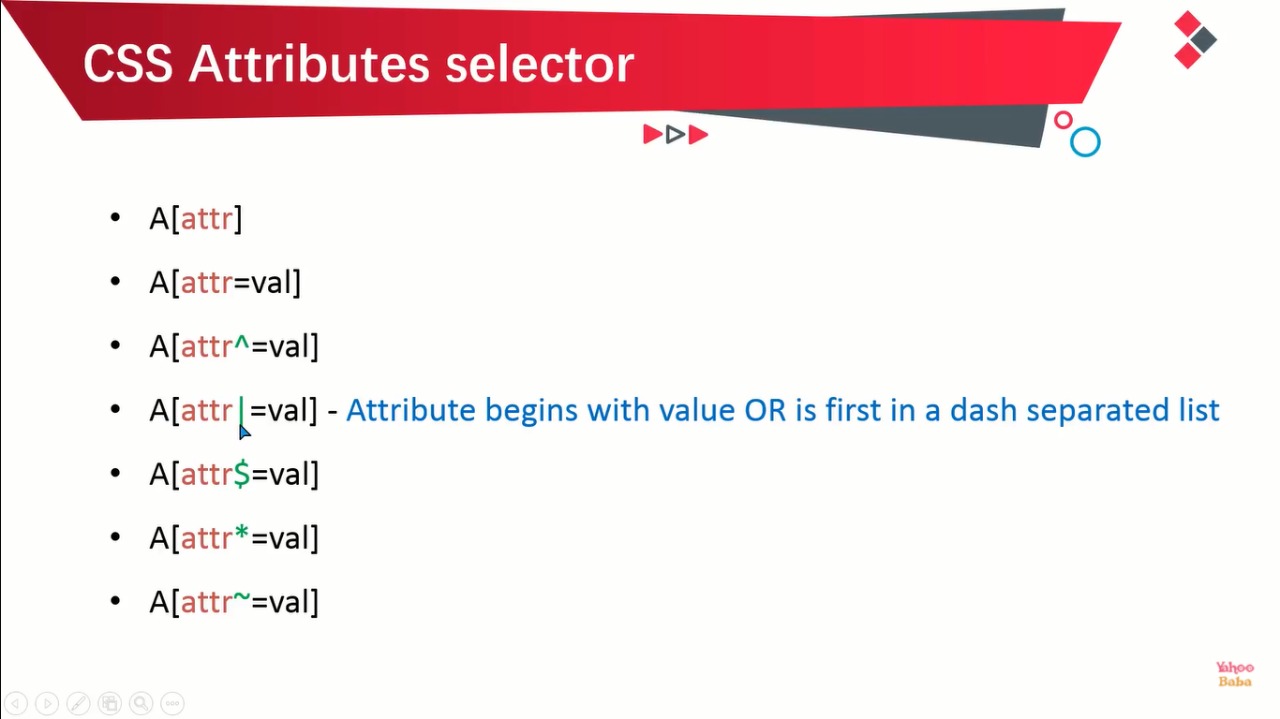 CSS Attributes selector
• A[attr]
• A[attr=val]
• A[attr^=val]
• A[attr|=val] - Attribute begins with value OR is first in a dash separated list
• A[attr$=val]
• A[attr*=val]
• A[attr~=val]
Yahoo
Baba